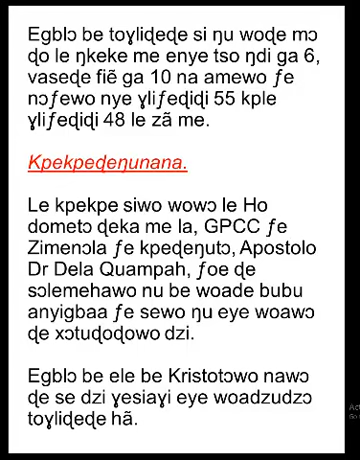 Egblɔ be toɣliɖeɖe si ŋu woɖe mɔ
ɖo le ŋkeke me enye tso ŋdi ga 6,
vaseɖe fiẽ ga 10 na amewo ƒe
nɔƒewo nye ɣliƒeɖiɖi 55 kple
ɣliƒeɖiɖi 48 le zã me.
Kpekpeɖeŋunana.
Le kpekpe siwo wowɔ le Ho
dometɔ ɖeka me la, GPCC ƒe
Zimenɔla ƒe kpeɖeŋutɔ, Apostolo
Dr Dela Quampah, ƒoe ɖe
sɔlemehawo nu be woade bubu
anyigbaa ƒe sewo ŋu eye woawɔ
ɖe xɔtuɖoɖowo dzi.
Egblɔ be ele be Kristotɔwo nawɔ
ɖe se dzi ɣesiaɣi eye woadzudzɔ
toɣliɖeɖe hã.